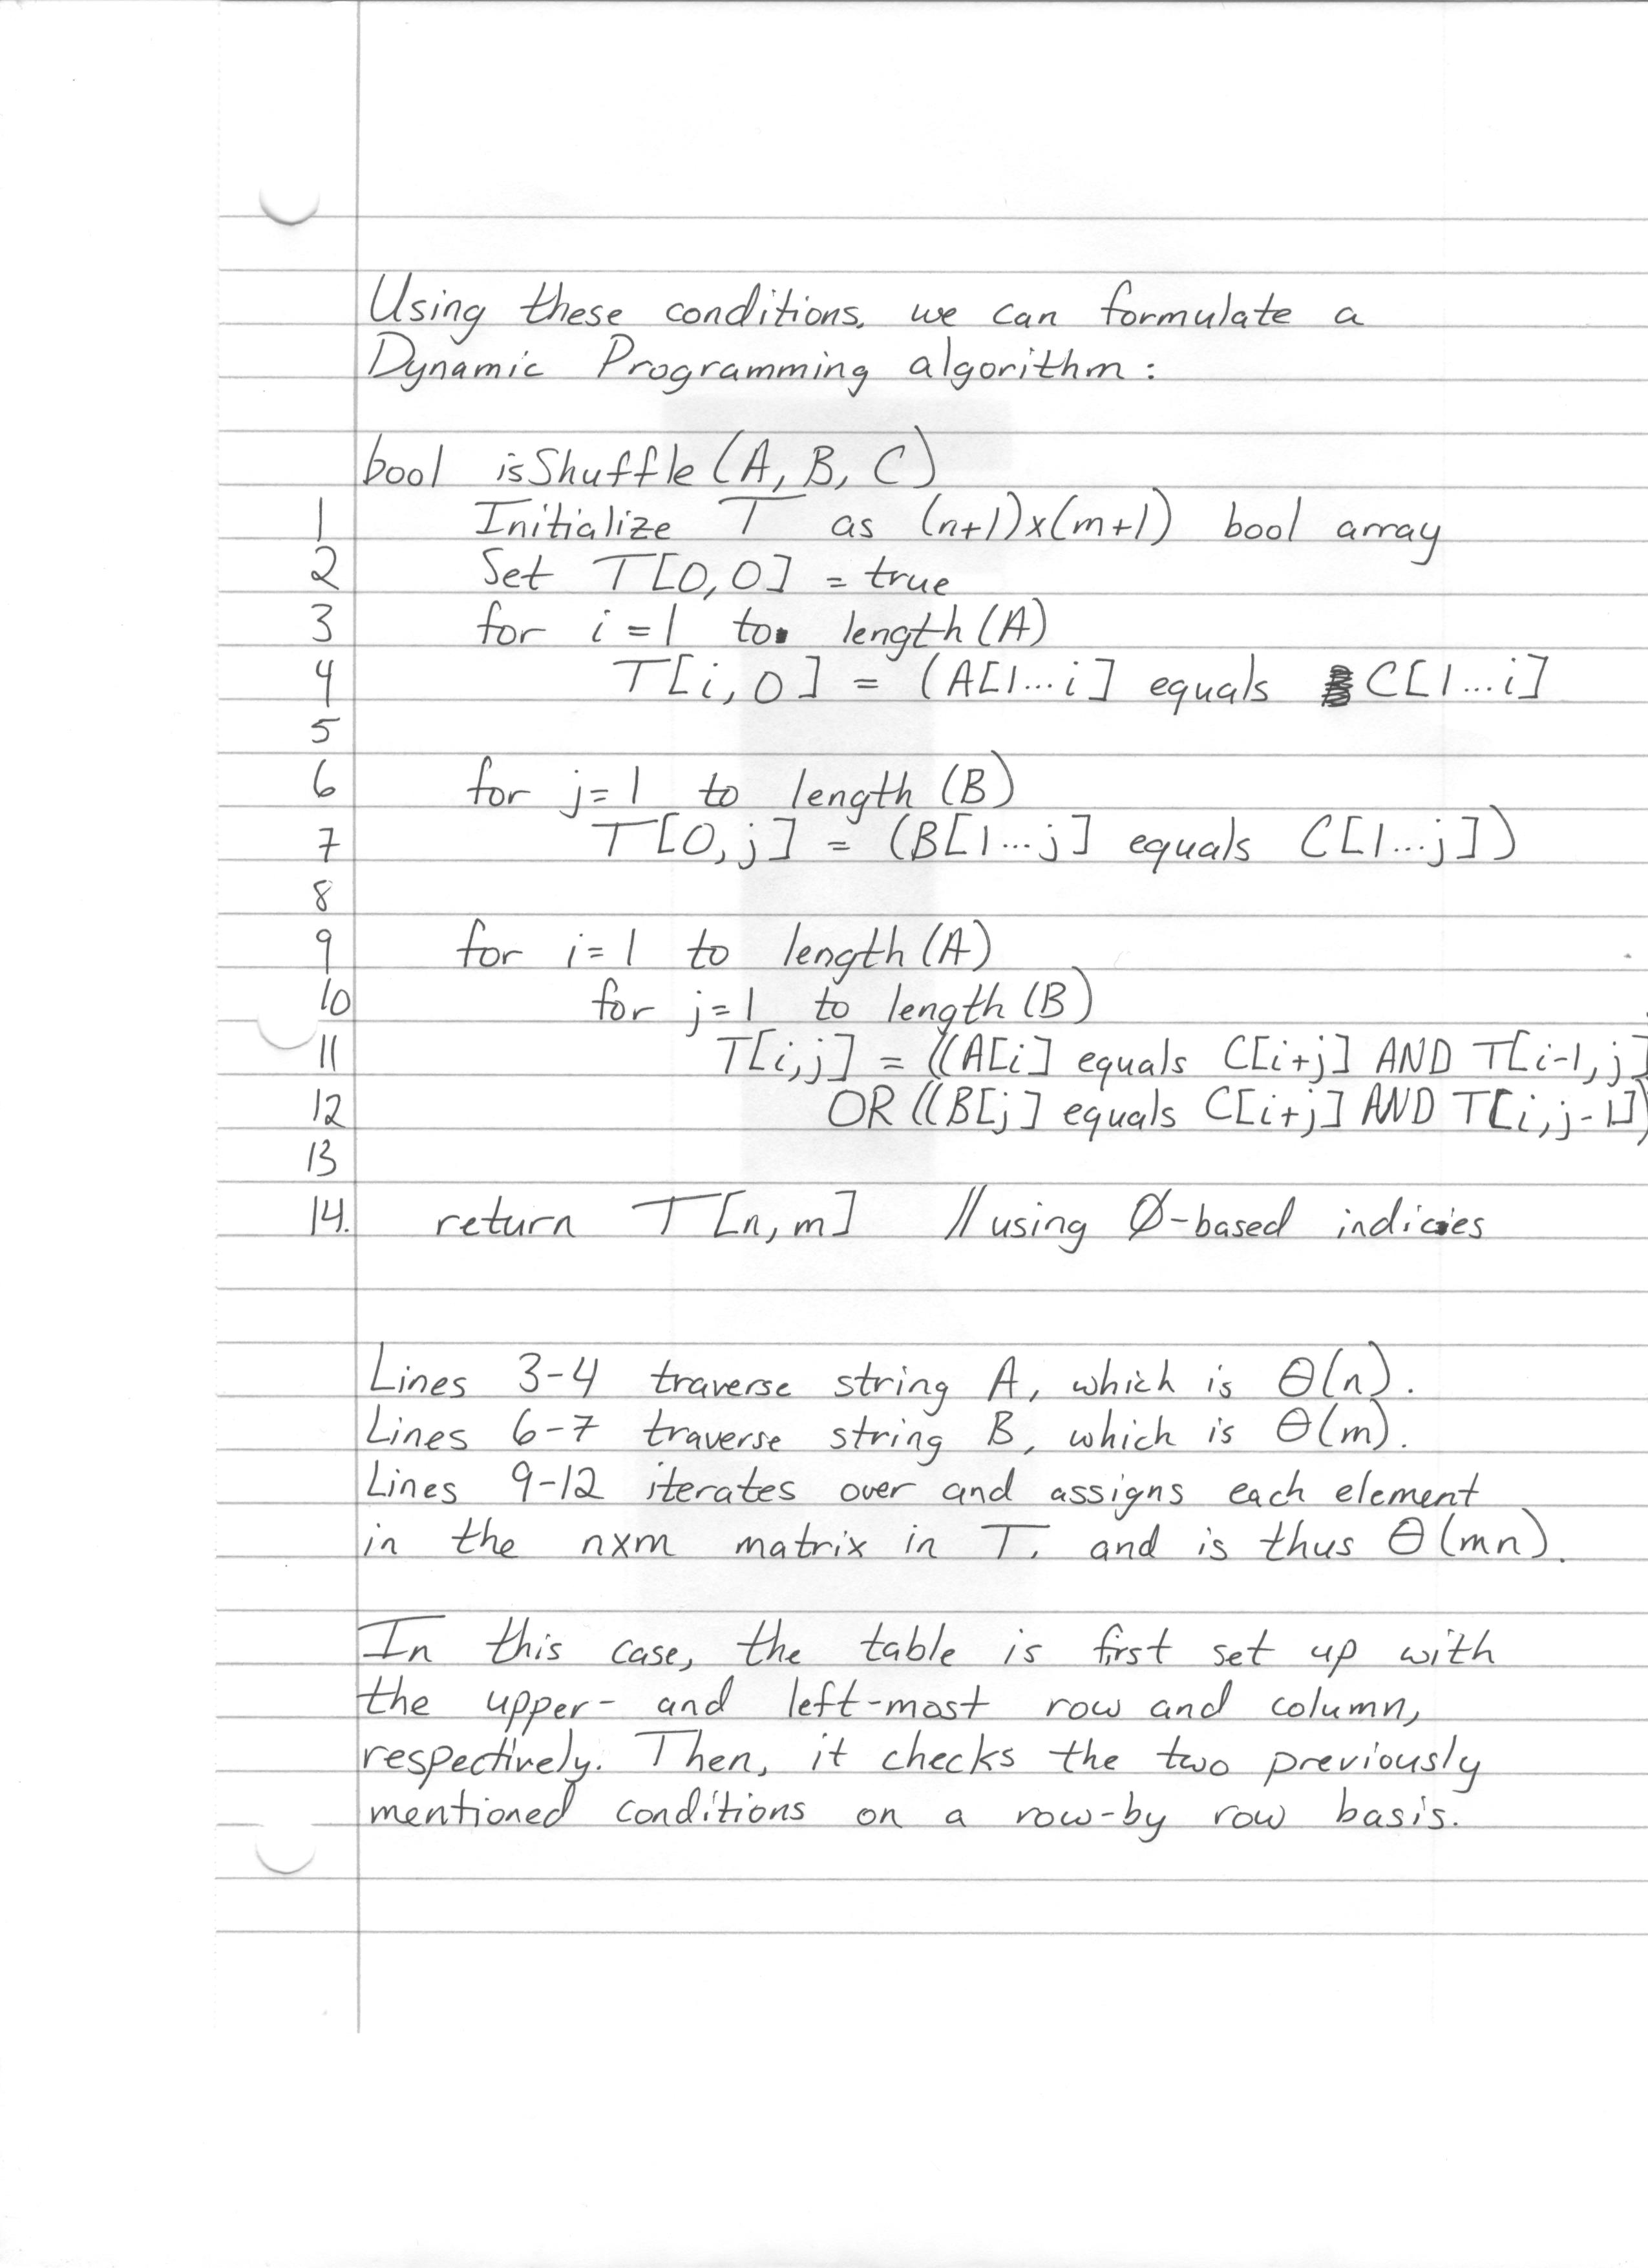 Using these conditions, we can formulate a
Dynamic Programming algorithm:
bool isShuffle(A, B, C)
1 Initialize T as (n+1)x(m+1) bool array
2 Set T[0,0] = true
3 for i=1 to length(A)
4 T[i,0] = (A[1...i] equals C[1...i]
5
6 for j=1 to length(B)
7 T[0,j] = (B[1...j] equals C[1...j])
8
9 for i=1 to length(A)
10 for j=1 to length(B)
11 T[i,j] = ((A[i] equals C[i+j] AND T[i-1,j]
12 OR ((B[j] equals C[i+j] AND T[i,j-1])
13
14. return T[n,m] //using Ø-based indicies
Lines 3-4 traverse string A, which is Θ(n).
Lines 6-7 traverse string B, which is Θ(m).
Lines 9-12 iterates over and assigns each element
in the nxm matrix in T, and is thus Θ(mn).
In this case, the table is first set up with
the upper- and left-most row and column,
respectively. Then, it checks the two previously
mentioned conditions on a row-by row basis.